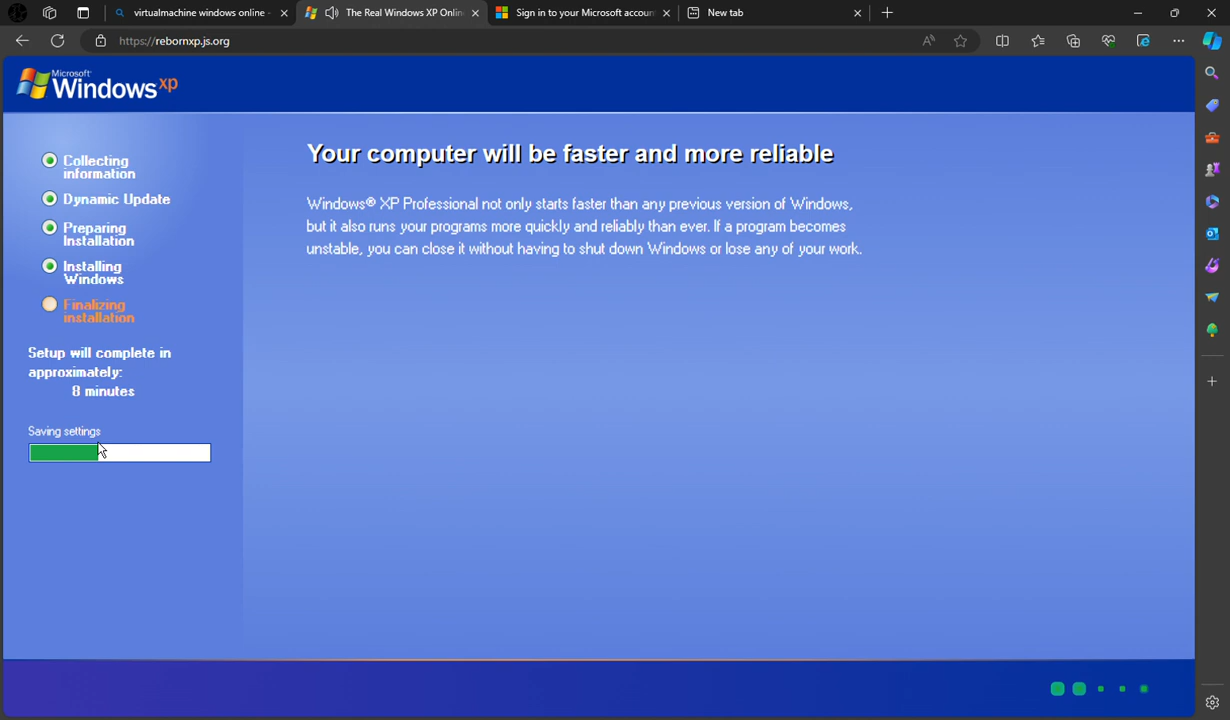 virtualmachine windows online -
The Real Windows XP Onlin
Sign in to your Microsoft accoun
New tab
https://rebornxp.js.org
Microsoft
Windows xp
Collecting
information
Dynamic Update
Preparing
Installation
Installing
Windows
Finalizing
installation
Setup will complete in
approximately:
8 minutes
Saving settings
Your computer will be faster and more reliable
Windows® XP Professional not only starts faster than any previous version of Windows,
but it also runs your programs more quickly and reliably than ever. If a program becomes
unstable, you can close it without having to shut down Windows or lose any of your work.